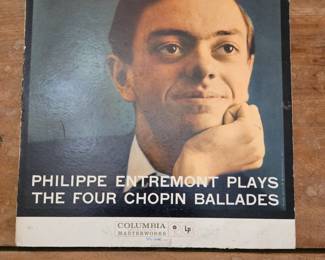 PHILIPPE ENTREMONT PLAYS
THE FOUR CHOPIN BALLADES
COLUMBIA
Lp
MASTERWORKS